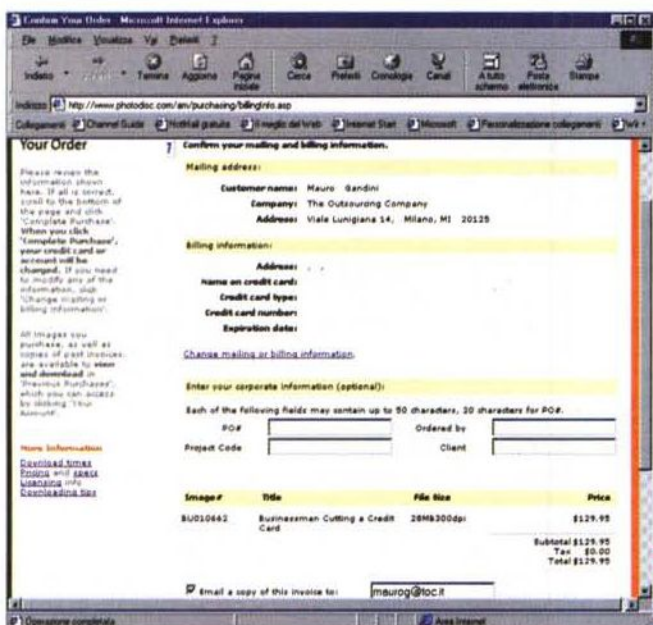 Confirm Your Order - Microsoft Internet Explorer
File Modifica Visualizza Vai Preferiti ?
Indietro Termina Aggiorna Pagina iniziale Cerca Preferiti Cronologia Canali A tutto schermo Posta elettronica Stampa
Indirizzo http://www.photodisc.com/am/purchasing/billinginfo.asp
Collegamenti Channel Guide HotMail gratuita Il meglio del Web Internet Start Microsoft Personalizzazione collegamenti
Your Order
Please review the
information shown
here. If all is correct,
scroll to the bottom of
the page and click
'Complete Purchase'.
When you click
'Complete Purchase',
your credit card or
account will be
charged. If you need
to modify any of the
information, click
'Change mailing or
billing information'.
All images you
purchase, as well as
copies of past invoices,
are available to view
and download in
'Previous Purchases',
which you can access
by clicking 'Your
Account'.
More Information
Download times
Pricing and specs
Licensing info
Downloading tips
Confirm your mailing and billing information.
Mailing address:
Customer name: Mauro Gandini
Company: The Outsourcing Company
Address: Viale Lunigiana 14, Milano, MI 20125
Billing information:
Address: , ,
Name on credit card:
Credit card type:
Credit card number:
Expiration date:
Change mailing or billing information.
Enter your corporate information (optional):
Each of the following fields may contain up to 50 characters, 20 characters for PO#.
PO# Ordered by
Project Code Client
Image# Title File Size Price
BU010662 Businessman Cutting a Credit Card 28MB300dpi $129.95
Subtotal $129.95
Tax $0.00
Total $129.95
Email a copy of this invoice to: maurog@toc.it
Operazione completata Area Internet